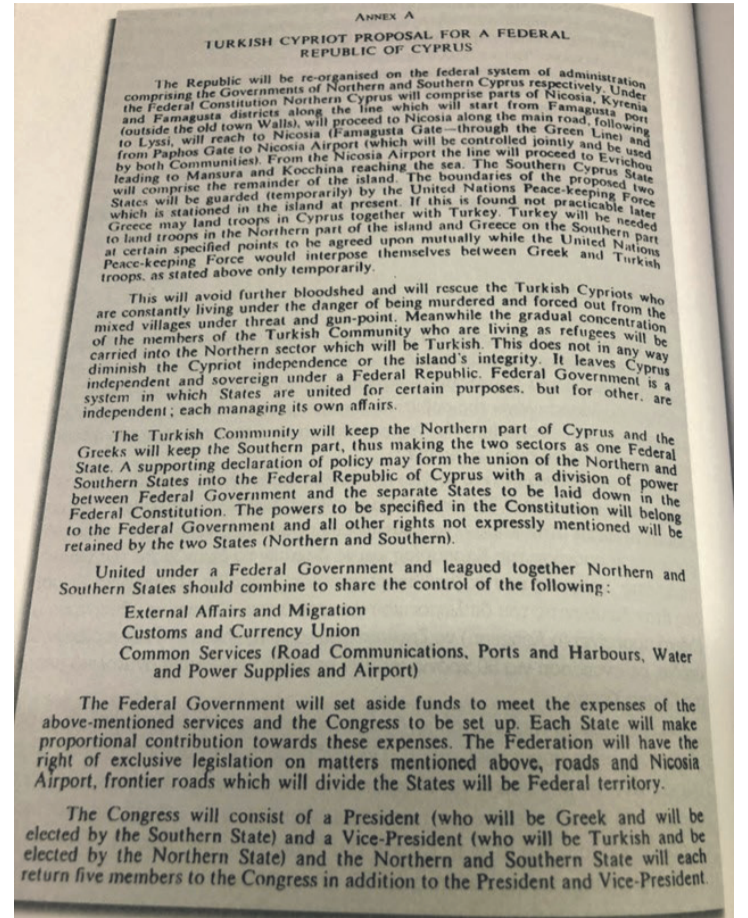 ANNEX A
TURKISH CYPRIOT PROPOSAL FOR A FEDERAL
REPUBLIC OF CYPRUS
The Republic will be re-organised on the federal system of administration
comprising the Governments of Northern and Southern Cyprus respectively. Under
the Federal Constitution Northern Cyprus will comprise parts of Nicosia, Kyrenia
and Famagusta districts along the line which will start from Famagusta port
(outside the old town Walls), will proceed to Nicosia along the main road, following
to Lyssi, will reach to Nicosia (Famagusta Gate—through the Green Line) and
from Paphos Gate to Nicosia Airport (which will be controlled jointly and be used
by both Communities). From the Nicosia Airport the line will proceed to Evrichou
leading to Mansura and Kocchina reaching the sea. The Southern Cyprus State
will comprise the remainder of the island. The boundaries of the proposed two
States will be guarded (temporarily) by the United Nations Peace-keeping Force
which is stationed in the island at present. If this is found not practicable later
Greece may land troops in Cyprus together with Turkey. Turkey will be needed
to land troops in the Northern part of the island and Greece on the Southern part
at certain specified points to be agreed upon mutually while the United Nations
Peace-keeping Force would interpose themselves between Greek and Turkish
troops, as stated above only temporarily.
This will avoid further bloodshed and will rescue the Turkish Cypriots who
are constantly living under the danger of being murdered and forced out from the
mixed villages under threat and gun-point. Meanwhile the gradual concentration
of the members of the Turkish Community who are living as refugees will be
carried into the Northern sector which will be Turkish. This does not in any way
diminish the Cypriot independence or the island's integrity. It leaves Cyprus
independent and sovereign under a Federal Republic. Federal Government is a
system in which States are united for certain purposes, but for other, are
independent; each managing its own affairs.
The Turkish Community will keep the Northern part of Cyprus and the
Greeks will keep the Southern part, thus making the two sectors as one Federal
State. A supporting declaration of policy may form the union of the Northern and
Southern States into the Federal Republic of Cyprus with a division of power
between Federal Government and the separate States to be laid down in the
Federal Constitution. The powers to be specified in the Constitution will belong
to the Federal Government and all other rights not expressly mentioned will be
retained by the two States (Northern and Southern).
United under a Federal Government and leagued together Northern and
Southern States should combine to share the control of the following:
External Affairs and Migration
Customs and Currency Union
Common Services (Road Communications, Ports and Harbours, Water
and Power Supplies and Airport)
The Federal Government will set aside funds to meet the expenses of the
above-mentioned services and the Congress to be set up. Each State will make
proportional contribution towards these expenses. The Federation will have the
right of exclusive legislation on matters mentioned above, roads and Nicosia
Airport, frontier roads which will divide the States will be Federal territory.
The Congress will consist of a President (who will be Greek and will be
elected by the Southern State) and a Vice-President (who will be Turkish and be
elected by the Northern State) and the Northern and Southern State will each
return five members to the Congress in addition to the President and Vice-President.